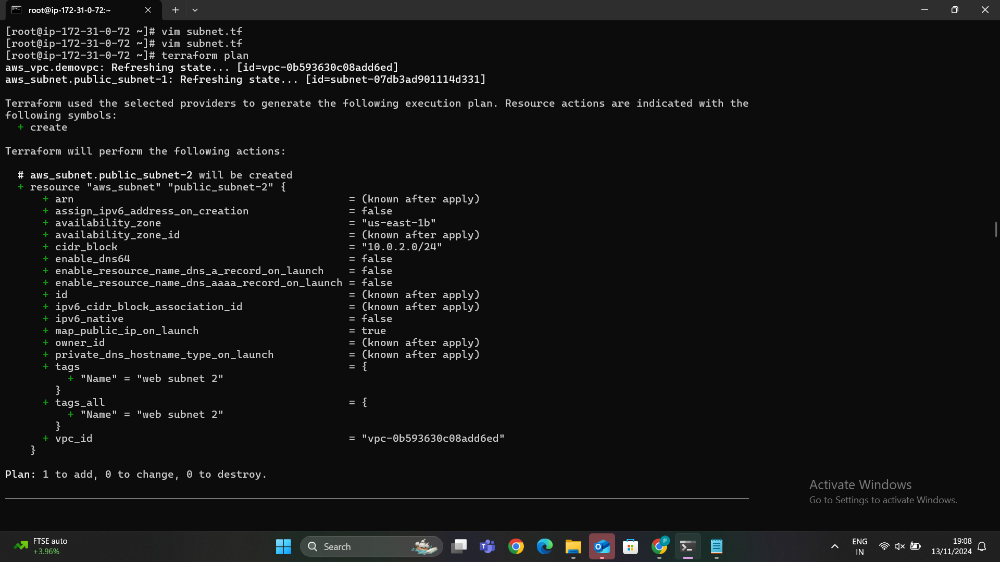 root@ip-172-31-0-72:~
[root@ip-172-31-0-72 ~]# vim subnet.tf
[root@ip-172-31-0-72 ~]# vim subnet.tf
[root@ip-172-31-0-72 ~]# terraform plan
aws_vpc.demovpc: Refreshing state... [id=vpc-0b593630c08add6ed]
aws_subnet.public_subnet-1: Refreshing state... [id=subnet-07db3ad901114d331]
Terraform used the selected providers to generate the following execution plan. Resource actions are indicated with the
following symbols:
  + create
Terraform will perform the following actions:
  # aws_subnet.public_subnet-2 will be created
  + resource "aws_subnet" "public_subnet-2" {
      + arn                                            = (known after apply)
      + assign_ipv6_address_on_creation                = false
      + availability_zone                              = "us-east-1b"
      + availability_zone_id                           = (known after apply)
      + cidr_block                                     = "10.0.2.0/24"
      + enable_dns64                                   = false
      + enable_resource_name_dns_a_record_on_launch    = false
      + enable_resource_name_dns_aaaa_record_on_launch = false
      + id                                             = (known after apply)
      + ipv6_cidr_block_association_id                 = (known after apply)
      + ipv6_native                                    = false
      + map_public_ip_on_launch                        = true
      + owner_id                                       = (known after apply)
      + private_dns_hostname_type_on_launch            = (known after apply)
      + tags                                           = {
          + "Name" = "web subnet 2"
        }
      + tags_all                                       = {
          + "Name" = "web subnet 2"
        }
      + vpc_id                                         = "vpc-0b593630c08add6ed"
    }
Plan: 1 to add, 0 to change, 0 to destroy.
Activate Windows
Go to Settings to activate Windows.
FTSE auto
+3.96%
Search
P
ENG
IN
19:08
13/11/2024